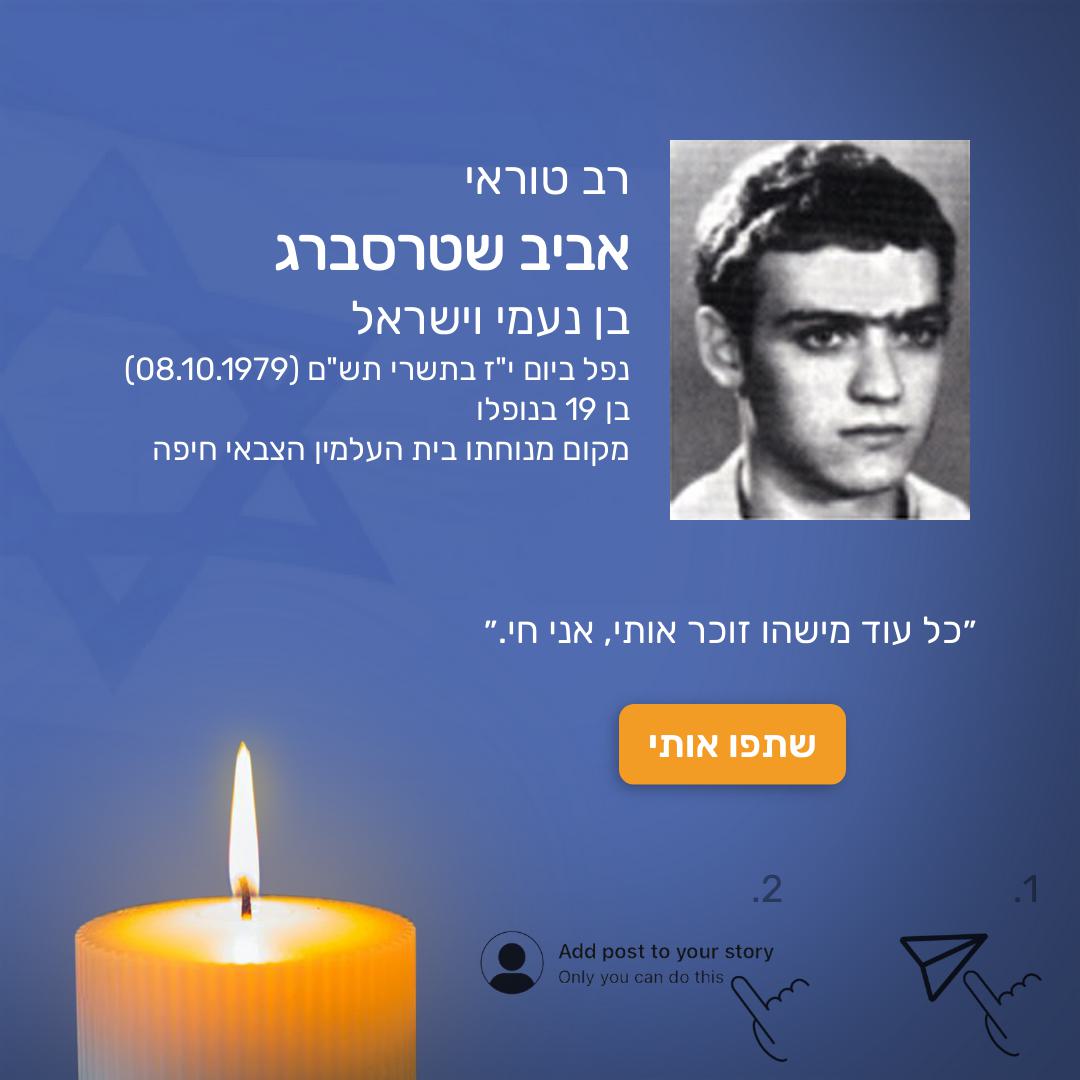 רב טוראי
אביב שטרסברג
בן נעמי וישראל
נפל ביום י"ז בתשרי תש"ם (08.10.1979)
בן 19 בנופלו
מקום מנוחתו בית העלמין הצבאי חיפה
״כל עוד מישהו זוכר אותי, אני חי.״
שתפו אותי
1.
2.
Add post to your story
Only you can do this